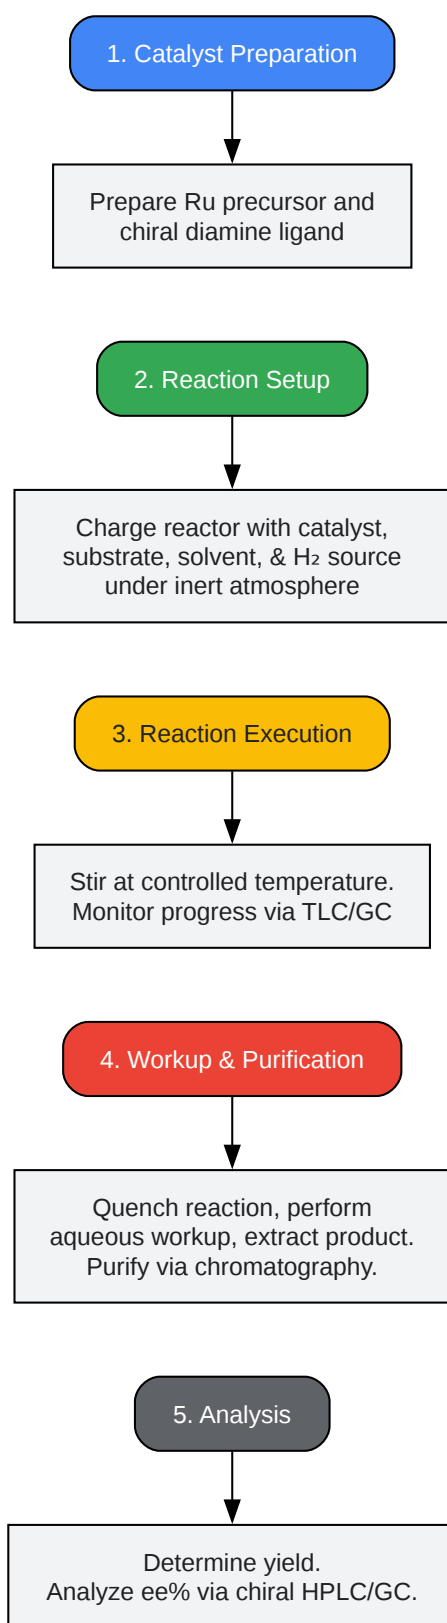 1. Catalyst Preparation
Prepare Ru precursor and
chiral diamine ligand
2. Reaction Setup
Charge reactor with catalyst,
substrate, solvent, & H₂ source
under inert atmosphere
3. Reaction Execution
Stir at controlled temperature.
Monitor progress via TLC/GC
4. Workup & Purification
Quench reaction, perform
aqueous workup, extract product.
Purify via chromatography.
5. Analysis
Determine yield.
Analyze ee% via chiral HPLC/GC.